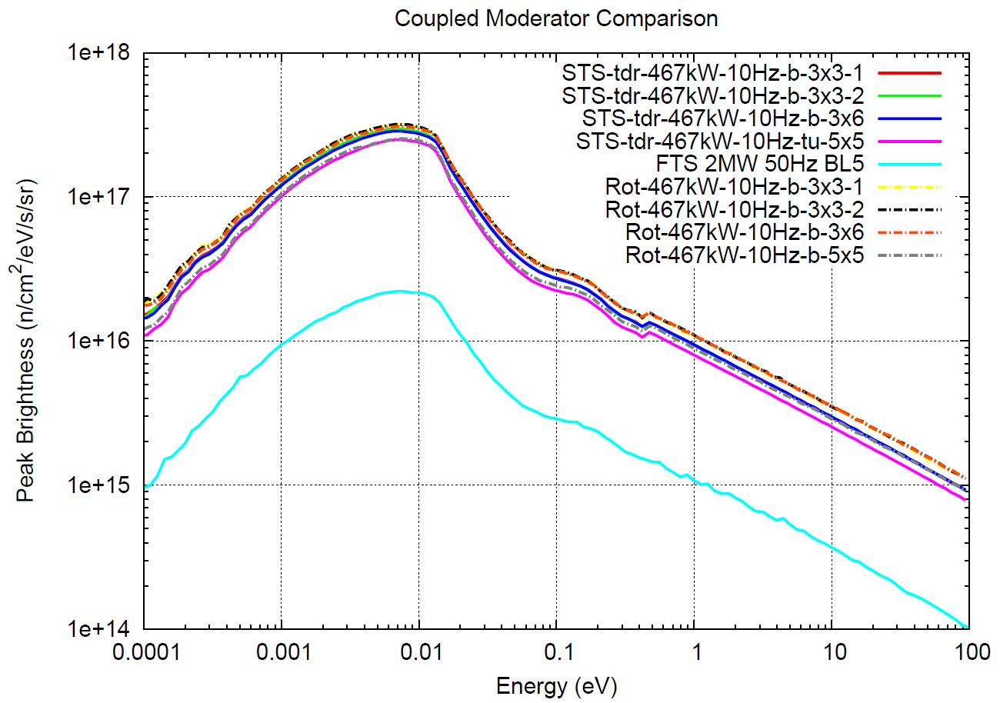 Coupled Moderator Comparison
1e+18
1e+17
1e+16
1e+15
1e+14
Peak Brightness (n/cm²/eV/s/sr)
STS-tdr-467kW-10Hz-b-3x3-1
STS-tdr-467kW-10Hz-b-3x3-2
STS-tdr-467kW-10Hz-b-3x6
STS-tdr-467kW-10Hz-tu-5x5
FTS 2MW 50Hz BL5
Rot-467kW-10Hz-b-3x3-1
Rot-467kW-10Hz-b-3x3-2
Rot-467kW-10Hz-b-3x6
Rot-467kW-10Hz-b-5x5
0.0001 0.001 0.01 0.1 1 10 100
Energy (eV)